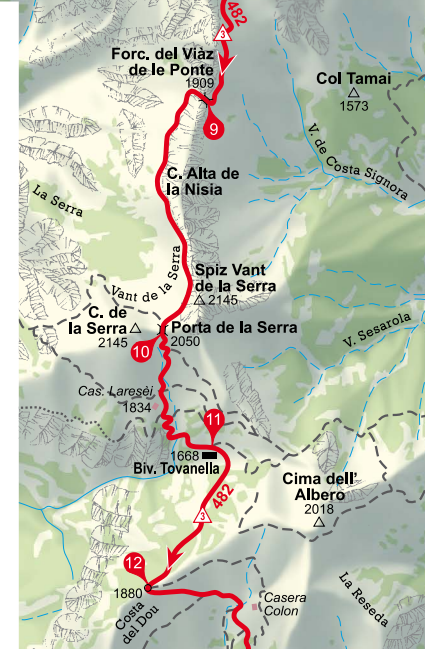 482
3
Forc. del Viàz
de le Ponte
1909
9
Col Tamai
1573
V. de Costa Signora
C. Alta de
la Nisia
La Serra
Vant de la Serra
Spiz Vant
de la Serra
2145
C. de
la Serra
2145
Porta de la Serra
2050
10
V. Sesarola
Cas. Laresèi
1834
11
1668
Biv. Tovanella
482
3
Cima dell'
Albero
2018
12
1880
Costa
del Dou
Casera
Colon
La Reseda